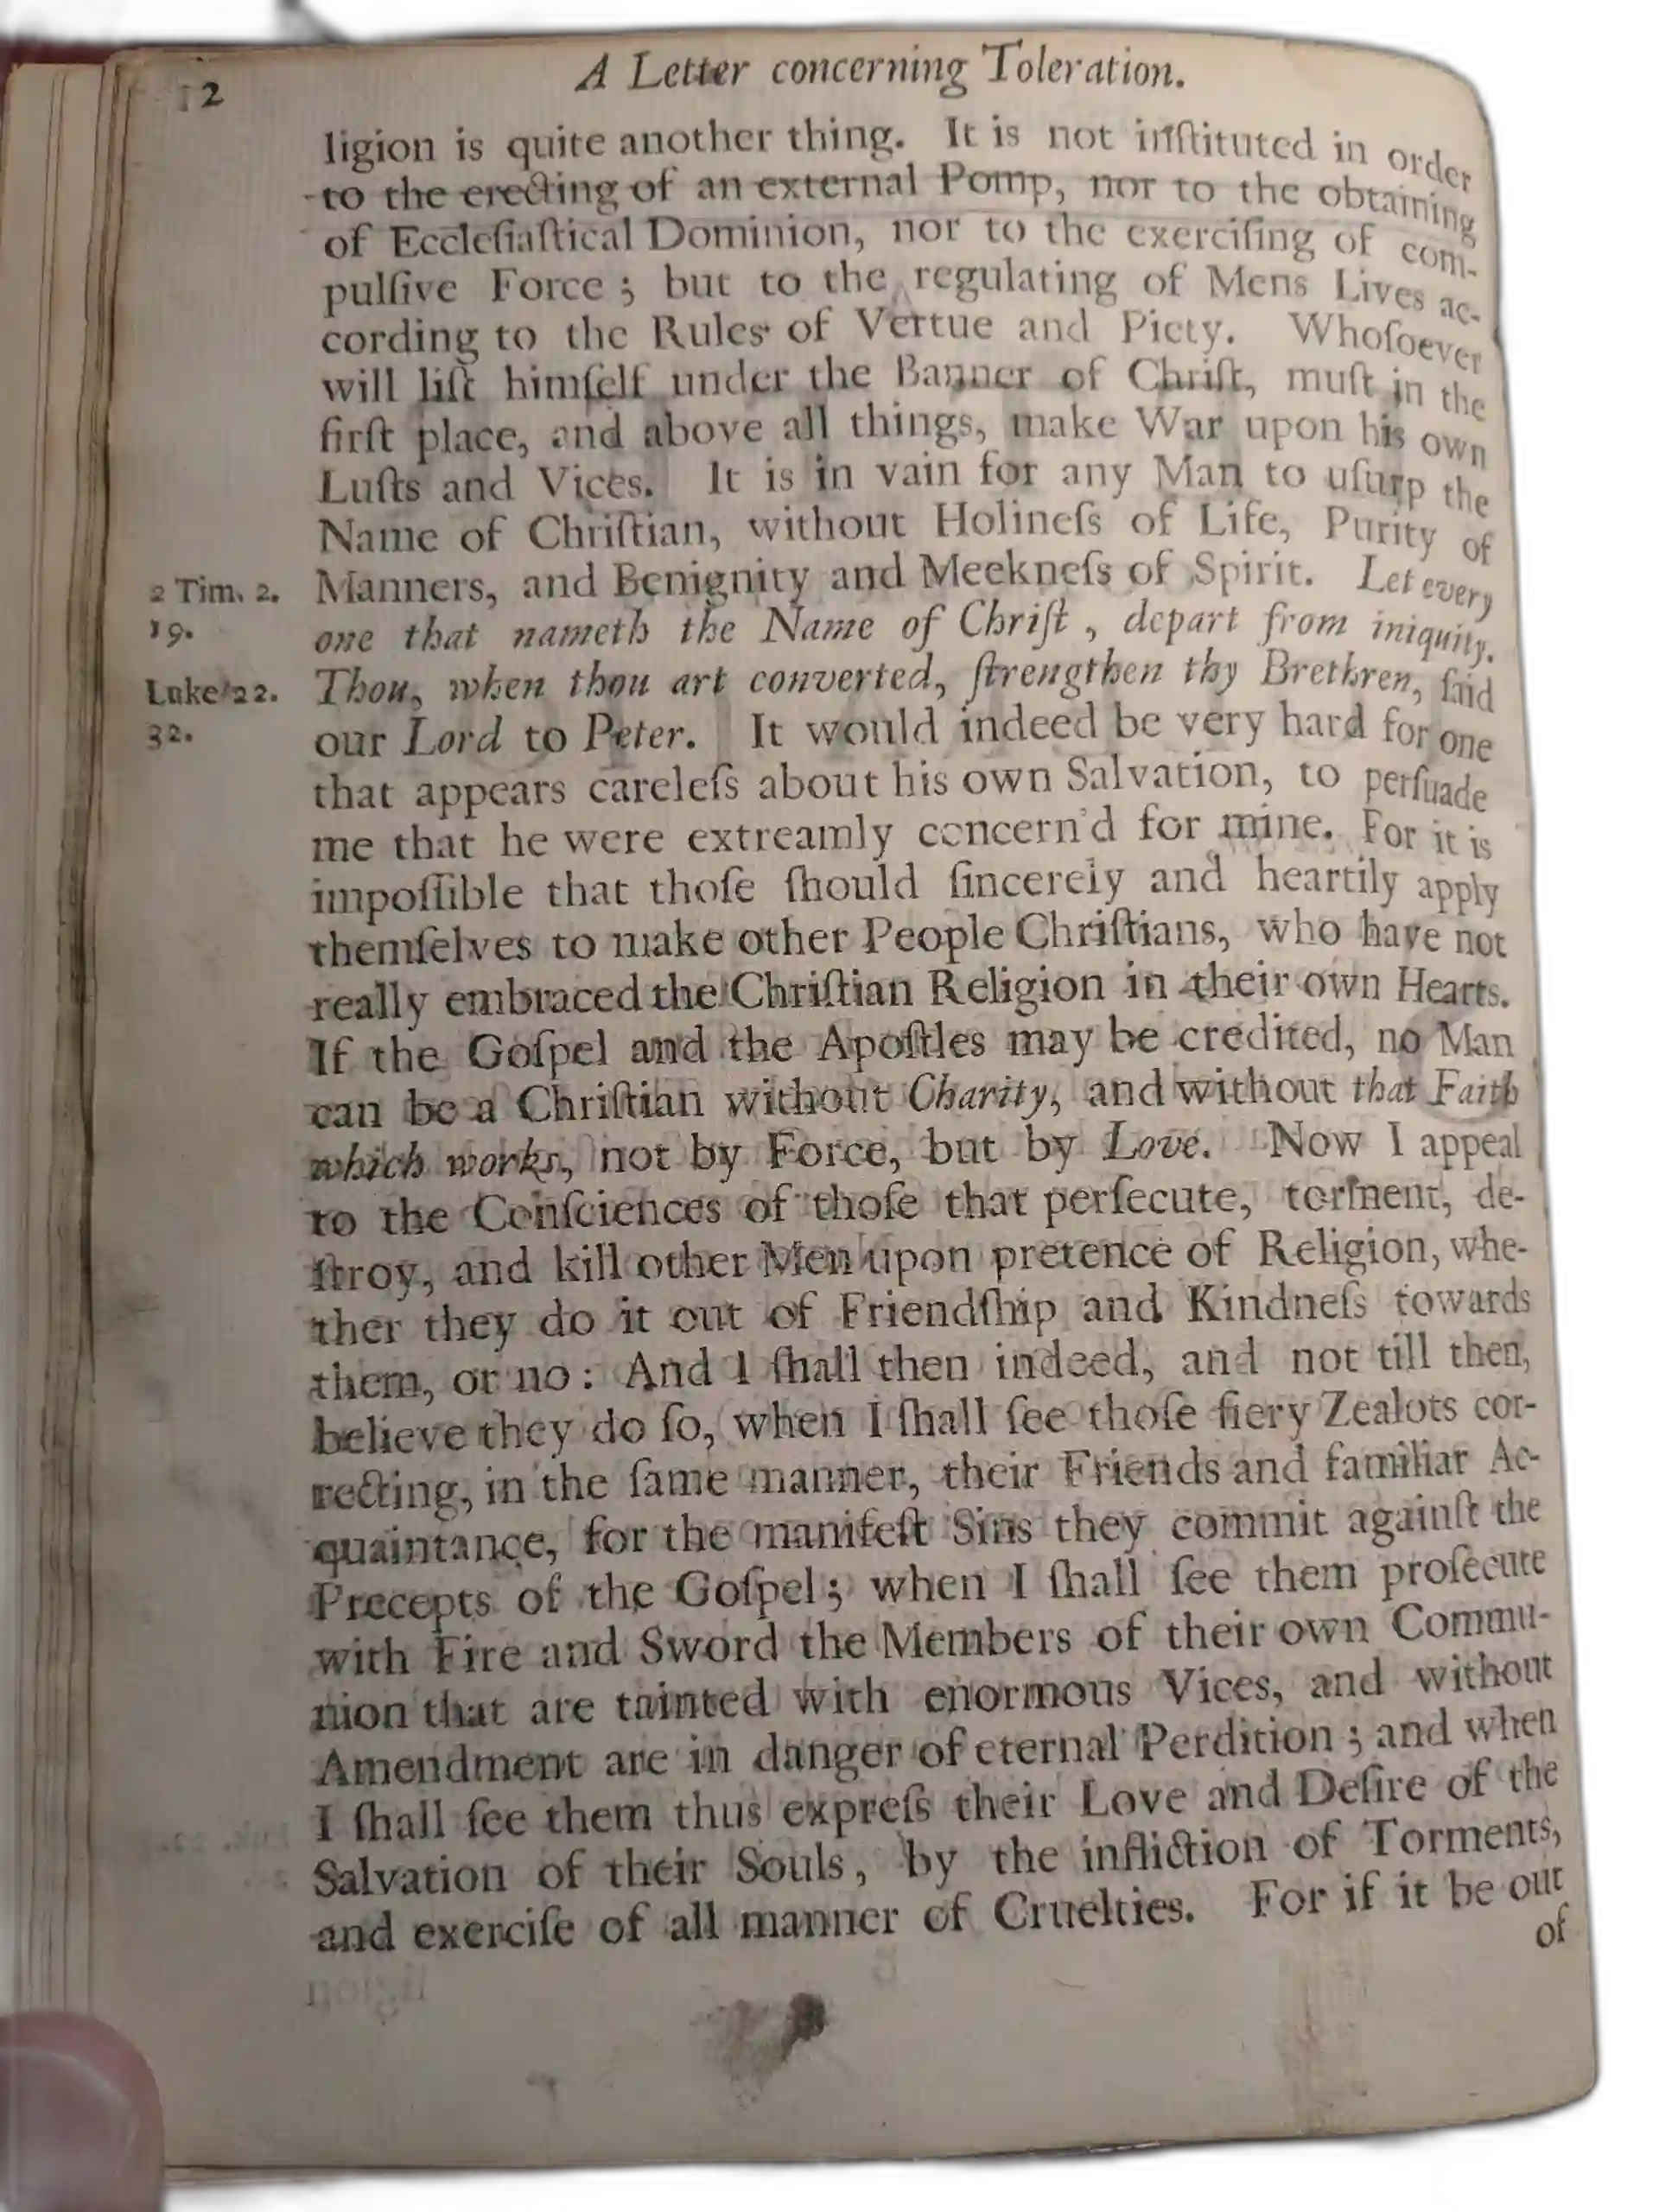 12
A Letter concerning Toleration.
ligion is quite another thing. It is not inſtituted in order
to the erecting of an external Pomp, nor to the obtaining
of Eccleſiaſtical Dominion, nor to the exerciſing of com-
pulſive Force; but to the regulating of Mens Lives ac-
cording to the Rules of Vertue and Piety. Whoſoever
will liſt himſelf under the Banner of Chriſt, muſt in the
firſt place, and above all things, make War upon his own
Luſts and Vices. It is in vain for any Man to uſurp the
Name of Chriſtian, without Holineſs of Life, Purity of
2 Tim. 2. Manners, and Benignity and Meekneſs of Spirit. Let every
19. one that nameth the Name of Chriſt, depart from iniquity.
Luke 22. Thou, when thou art converted, ſtrengthen thy Brethren, ſaid
32. our Lord to Peter. It would indeed be very hard for one
that appears careleſs about his own Salvation, to perſuade
me that he were extreamly concern'd for mine. For it is
impoſſible that thoſe ſhould ſincerely and heartily apply
themſelves to make other People Chriſtians, who have not
really embraced the Chriſtian Religion in their own Hearts.
If the Goſpel and the Apoſtles may be credited, no Man
can be a Chriſtian without Charity, and without that Faith
which works, not by Force, but by Love. Now I appeal
to the Conſciences of thoſe that perſecute, torment, de-
ſtroy, and kill other Men upon pretence of Religion, whe-
ther they do it out of Friendſhip and Kindneſs towards
them, or no: And I ſhall then indeed, and not till then,
believe they do ſo, when I ſhall ſee thoſe fiery Zealots cor-
recting, in the ſame manner, their Friends and familiar Ac-
quaintance, for the manifeſt Sins they commit againſt the
Precepts of the Goſpel; when I ſhall ſee them proſecute
with Fire and Sword the Members of their own Commu-
nion that are tainted with enormous Vices, and without
Amendment are in danger of eternal Perdition; and when
I ſhall ſee them thus expreſs their Love and Deſire of the
Salvation of their Souls, by the infliction of Torments,
and exerciſe of all manner of Cruelties. For if it be out
of